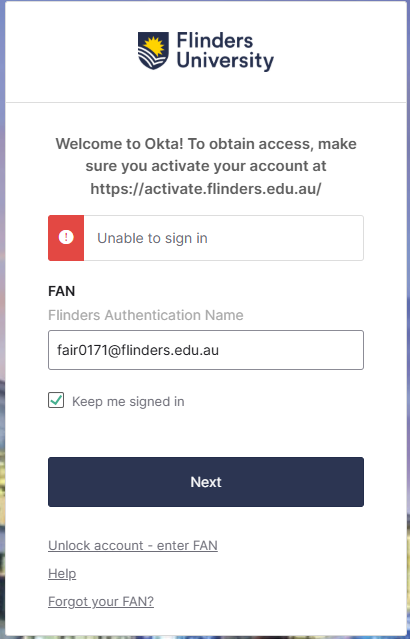 Flinders
University
Welcome to Okta! To obtain access, make
sure you activate your account at
https://activate.flinders.edu.au/
Unable to sign in
FAN
Flinders Authentication Name
fair0171@flinders.edu.au
Keep me signed in
Next
Unlock account - enter FAN
Help
Forgot your FAN?